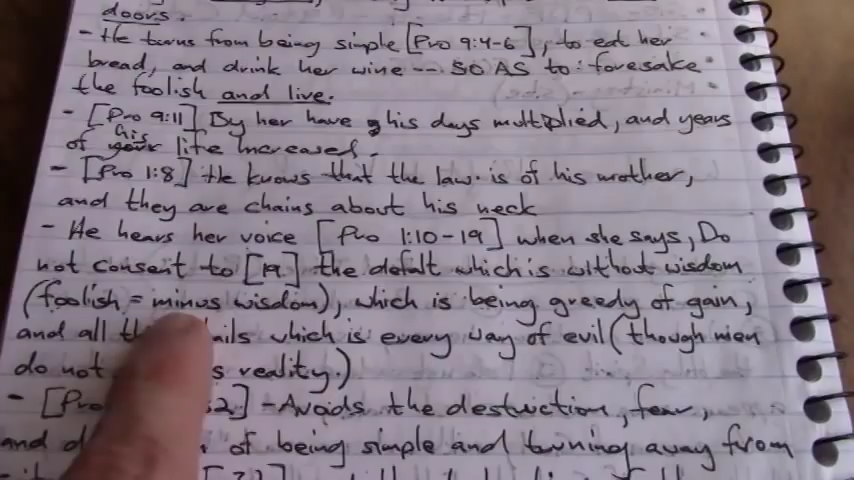 doors.
- He turns from being simple [Pro 9:4-6], to eat her
bread, and drink her wine -- SO AS to: foresake
the foolish and live.
- [Pro 9:11] By her have his days multiplied, and years
of his life increased.
- [Pro 1:8] He knows that the law is of his mother,
and they are chains about his neck
- He hears her voice [Pro 1:10-19] when she says, Do
not consent to [19] the defalt which is without wisdom
(foolish = minus wisdom), which is being greedy of gain,
and all th ails which is every way of evil (though men
do not s reality.)
- [Pro 32] - Avoids the destruction, fear,
and d of being simple and turning away from